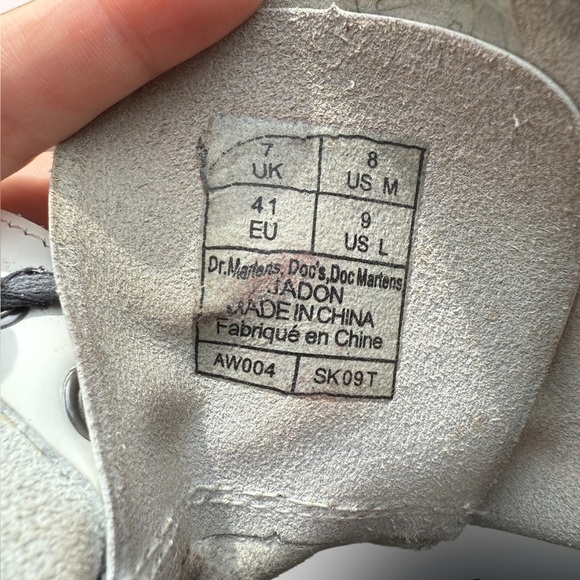 7 UK 8 US M
41 EU 9 US L
Dr.Martens, Doc's,Doc Martens
JADON
MADE IN CHINA
Fabriqué en Chine
AW004 SK09T